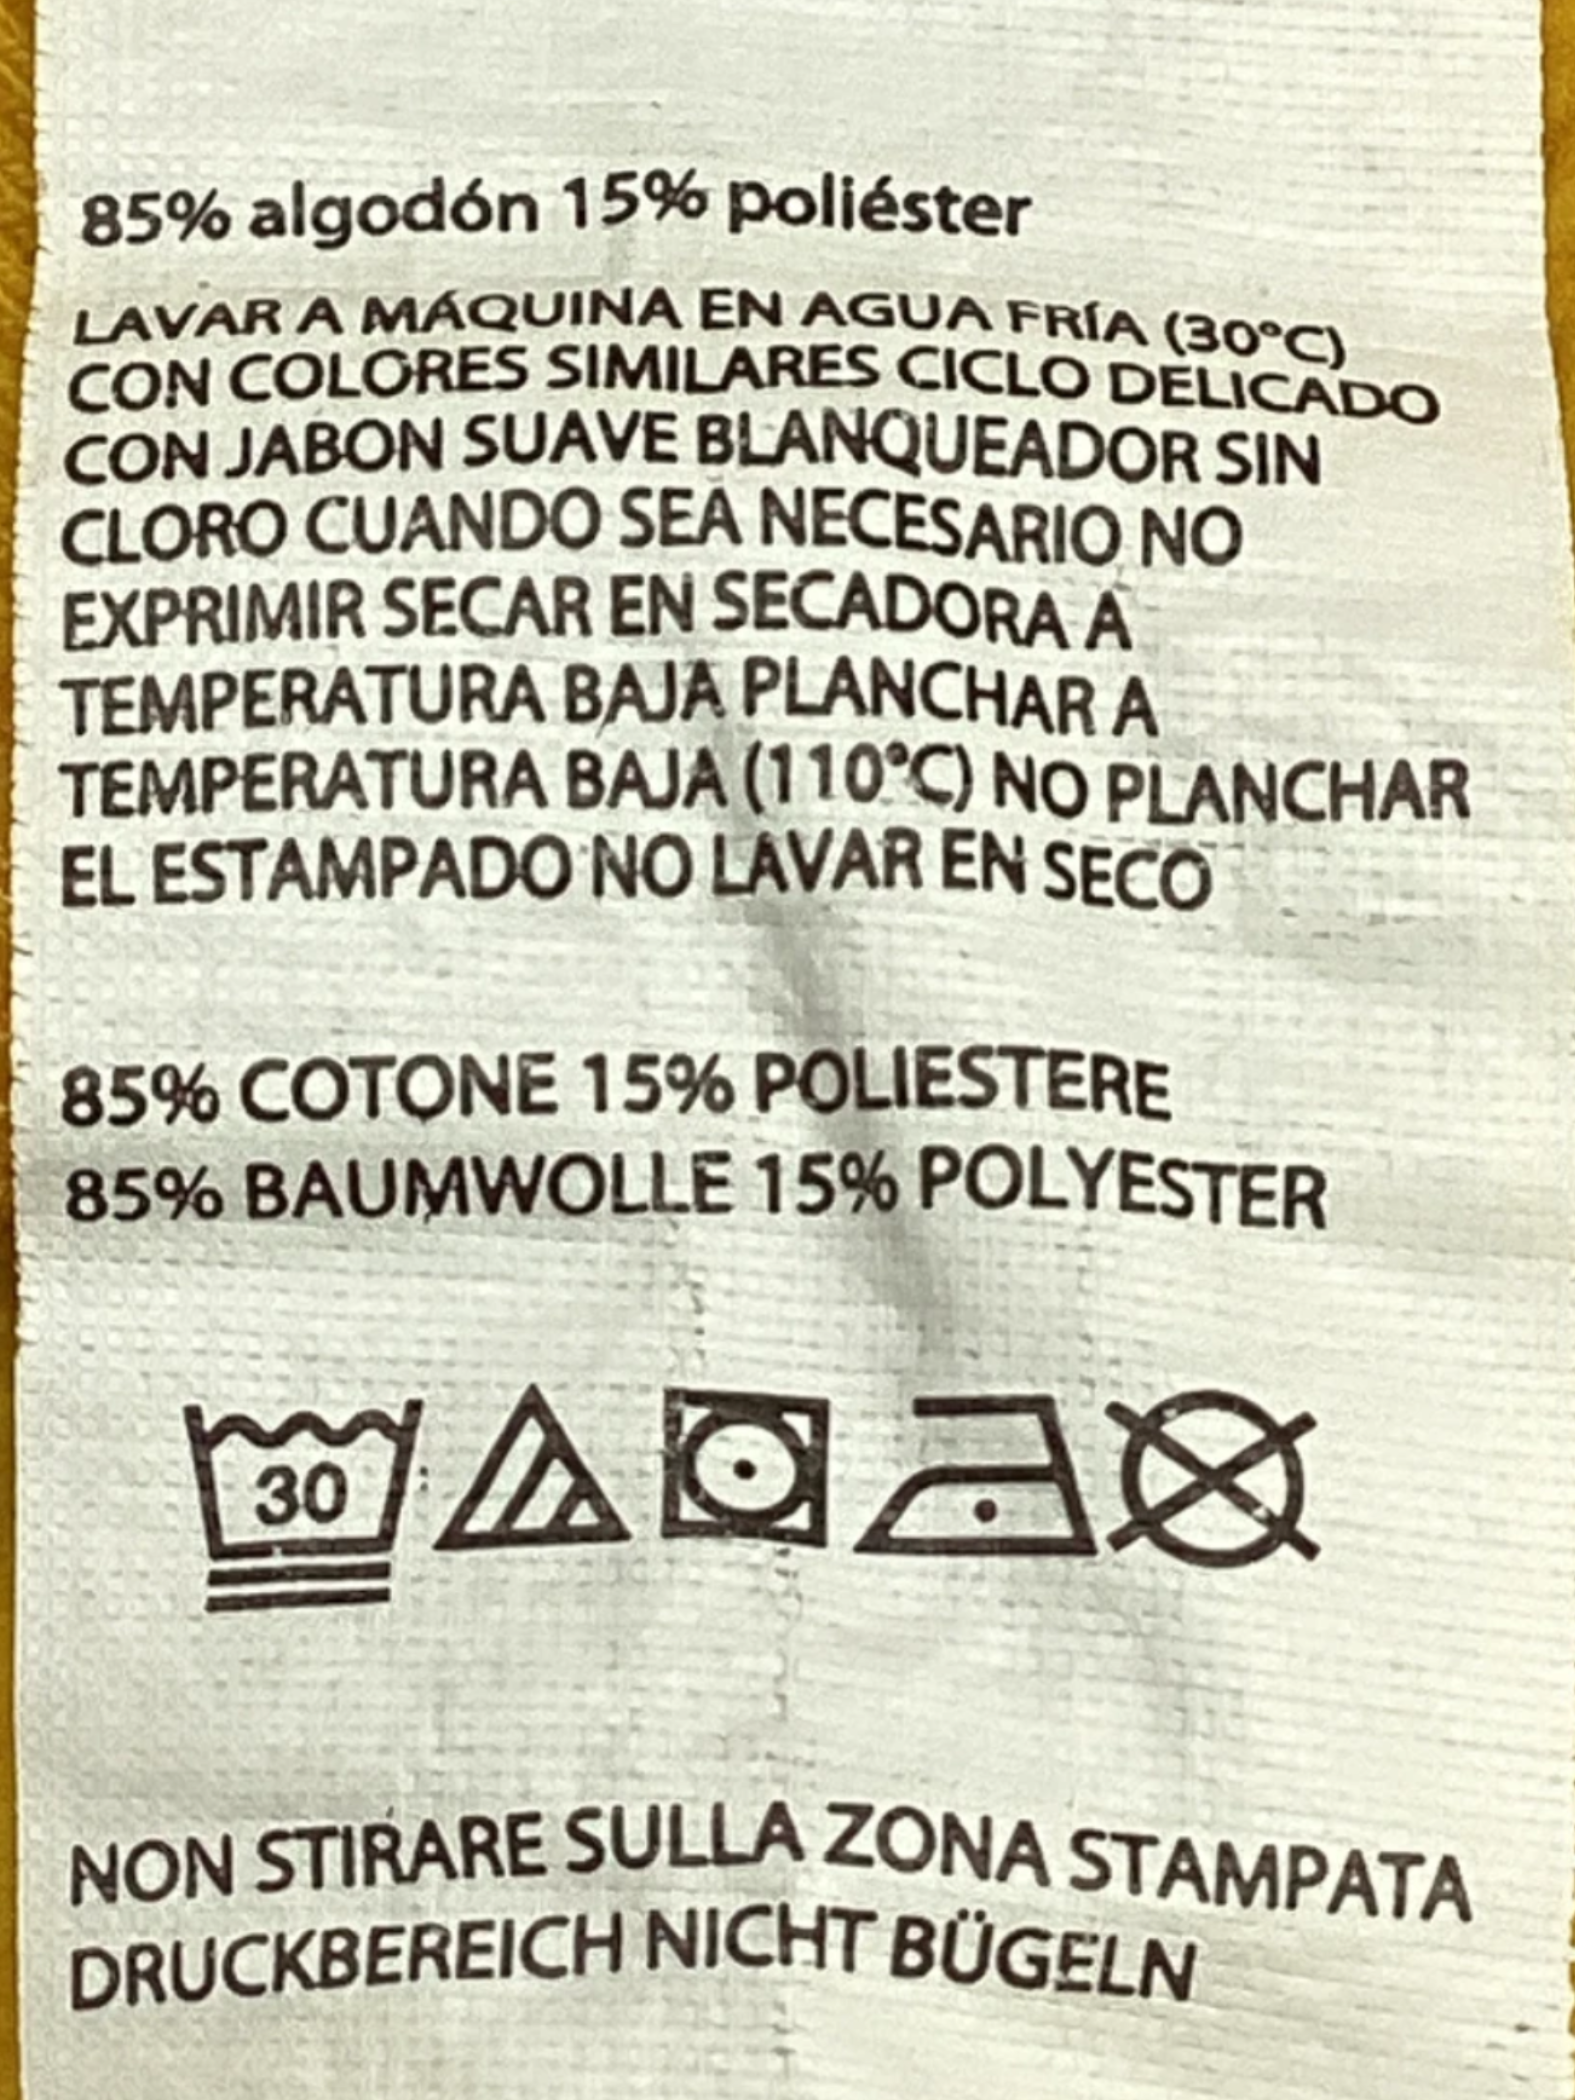 85% algodón 15% poliéster
LAVAR A MÁQUINA EN AGUA FRÍA (30°C)
CON COLORES SIMILARES CICLO DELICADO
CON JABON SUAVE BLANQUEADOR SIN
CLORO CUANDO SEA NECESARIO NO
EXPRIMIR SECAR EN SECADORA A
TEMPERATURA BAJA PLANCHAR A
TEMPERATURA BAJA (110°C) NO PLANCHAR
EL ESTAMPADO NO LAVAR EN SECO
85% COTONE 15% POLIESTERE
85% BAUMWOLLE 15% POLYESTER
30
NON STIRARE SULLA ZONA STAMPATA
DRUCKBEREICH NICHT BÜGELN